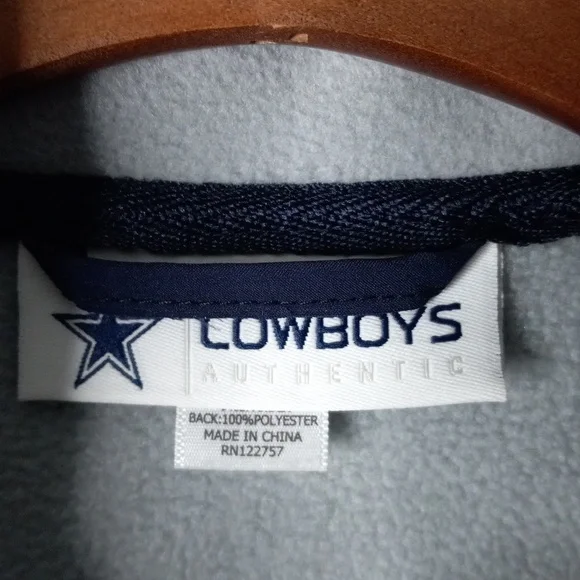 COWBOYS
AUTHENTIC
BACK:100%POLYESTER
MADE IN CHINA
RN122757